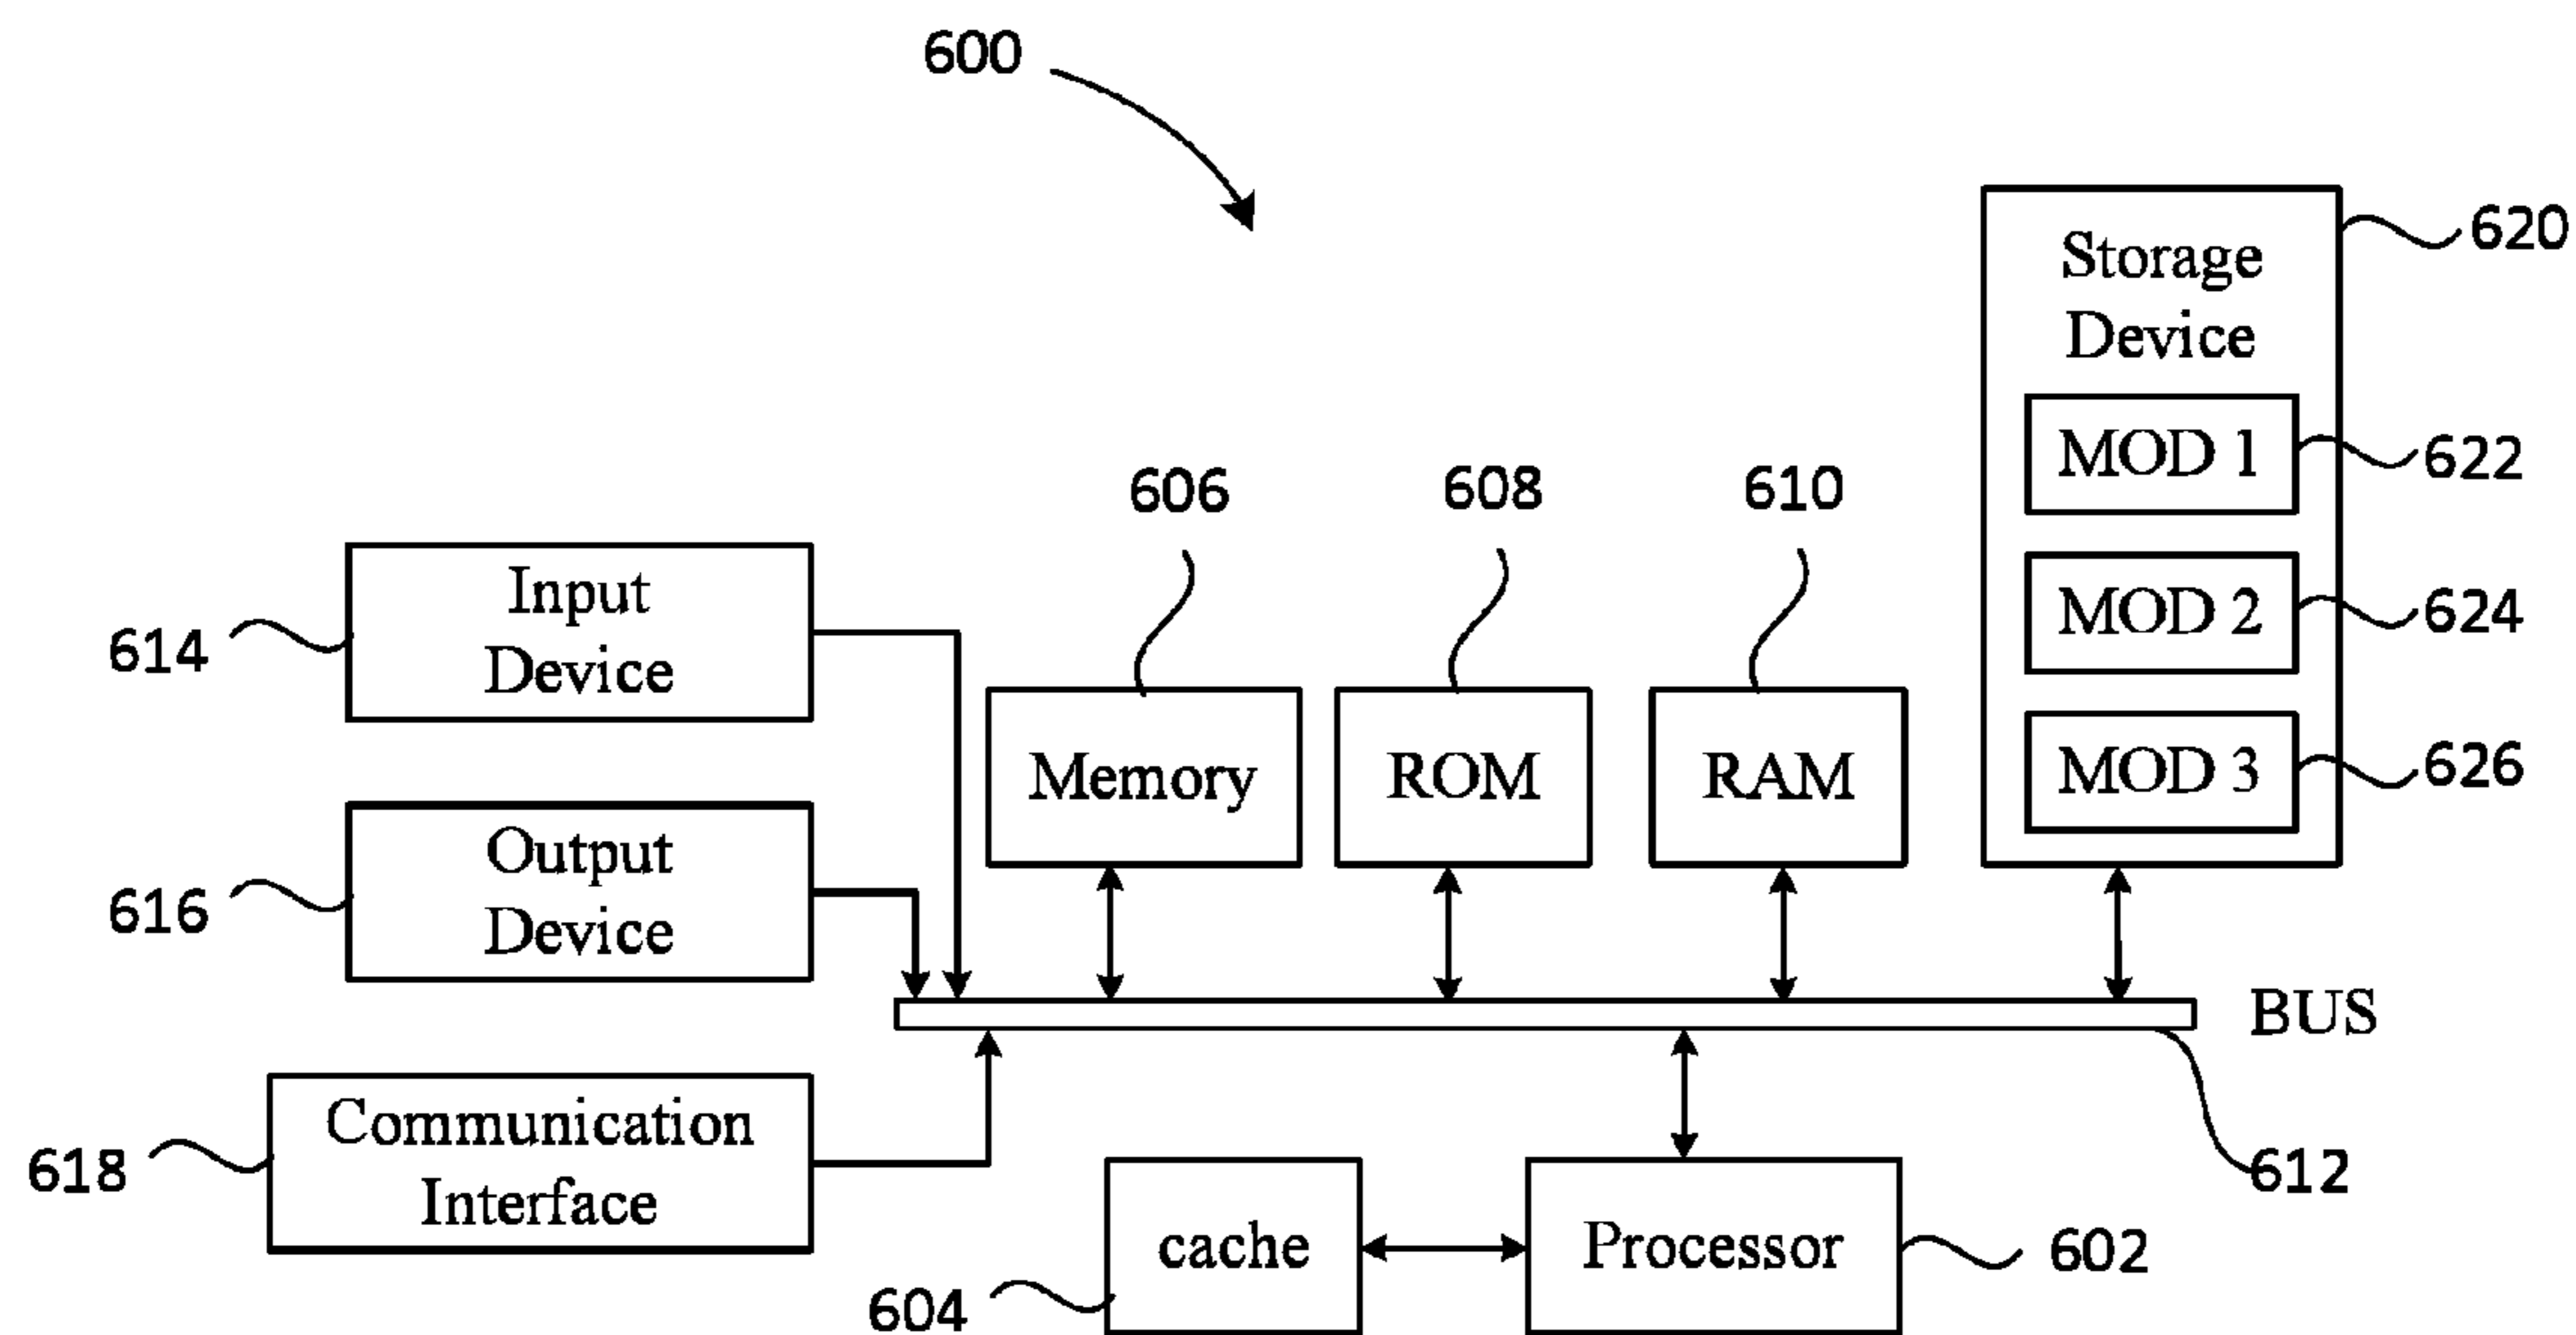 600
620
Storage
Device
MOD 1
622
MOD 2
624
MOD 3
626
606
608
610
614
Input
Device
Memory
ROM
RAM
616
Output
Device
BUS
612
618
Communication
Interface
cache
604
Processor
602